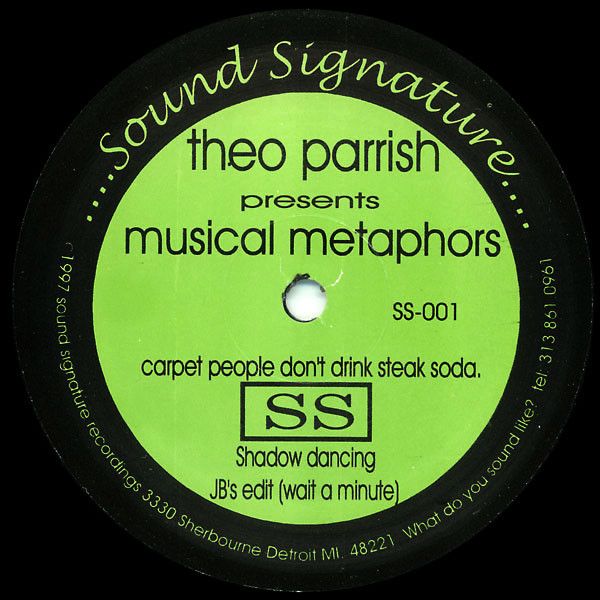 ....Sound Signature....
theo parrish
presents
musical metaphors
SS-001
carpet people don't drink steak soda.
SS
Shadow dancing
JB's edit (wait a minute)
1997 sound signature recordings 3330 Sherbourne Detroit MI. 48221 What do you sound like? tel: 313 861 0961